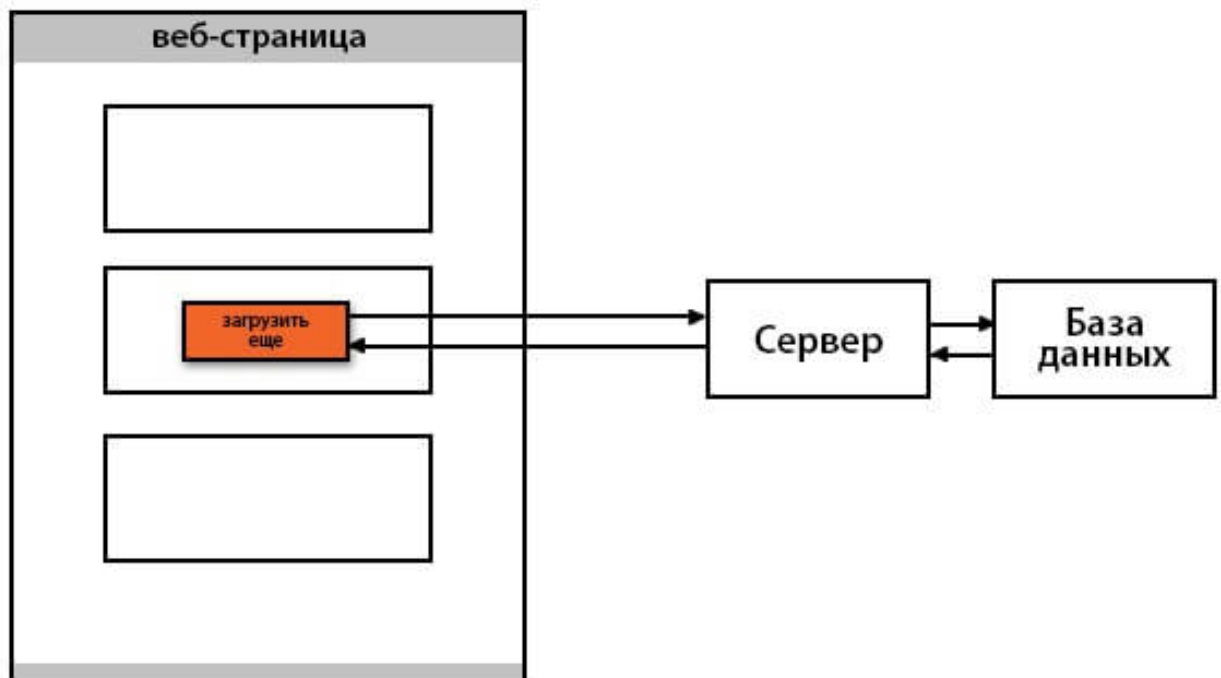 веб-страница
загрузить
еще
Сервер
База
данных